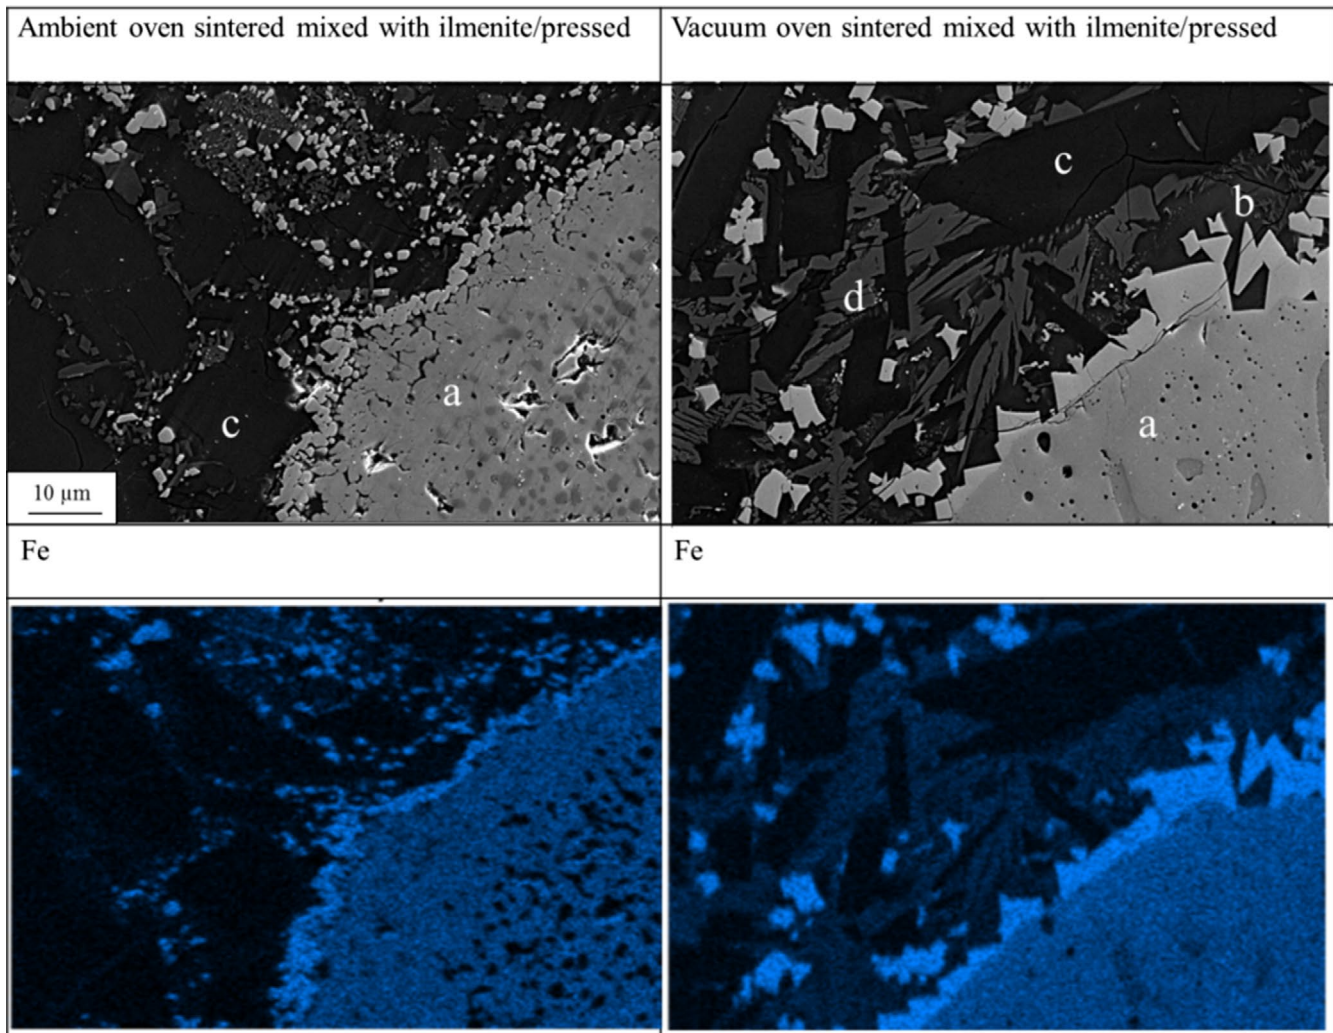 Ambient oven sintered mixed with ilmenite/pressed
Vacuum oven sintered mixed with ilmenite/pressed
c
a
10 µm
c
b
d
a
Fe
Fe